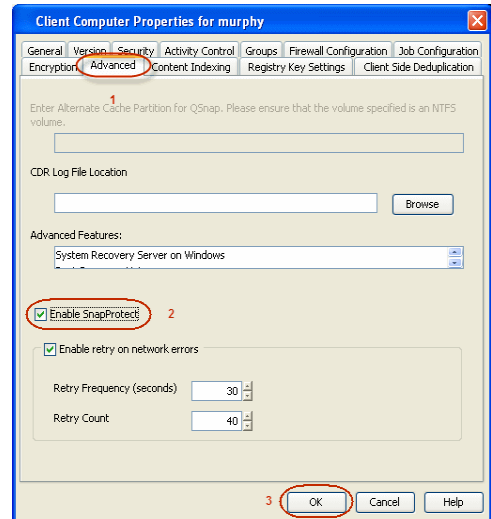 Client Computer Properties for murphy
General Version Security Activity Control Groups Firewall Configuration Job Configuration
Encryption Advanced Content Indexing Registry Key Settings Client Side Deduplication
1
Enter Alternate Cache Partition for QSnap. Please ensure that the volume specified is an NTFS
volume.
CDR Log File Location
Browse
Advanced Features:
System Recovery Server on Windows
Enable SnapProtect 2
Enable retry on network errors
Retry Frequency (seconds) 30
Retry Count 40
3 OK Cancel Help